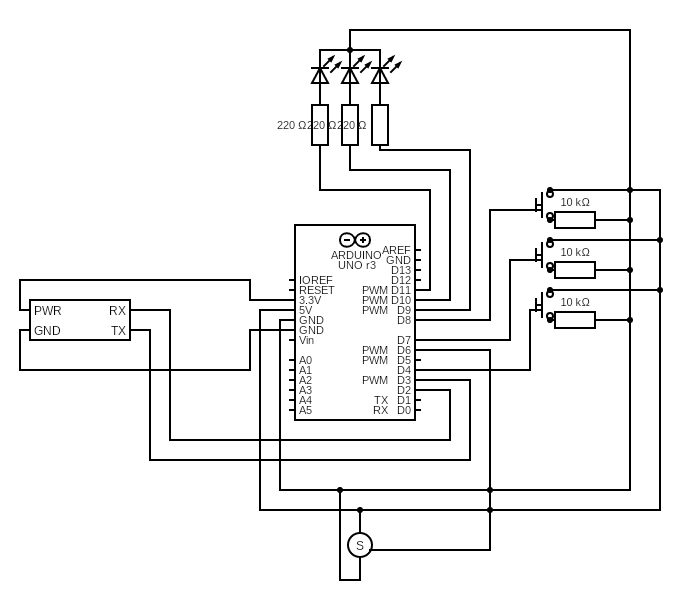 220 Ω 220 Ω 220 Ω
10 kΩ
10 kΩ
10 kΩ
ARDUINO
UNO r3
AREF
GND
D13
IOREF D12
RESET PWM D11
3.3V PWM D10
5V PWM D9
GND D8
GND
Vin D7
PWM D6
A0 PWM D5
A1 D4
A2 PWM D3
A3 D2
A4 TX D1
A5 RX D0
PWR RX
GND TX
S